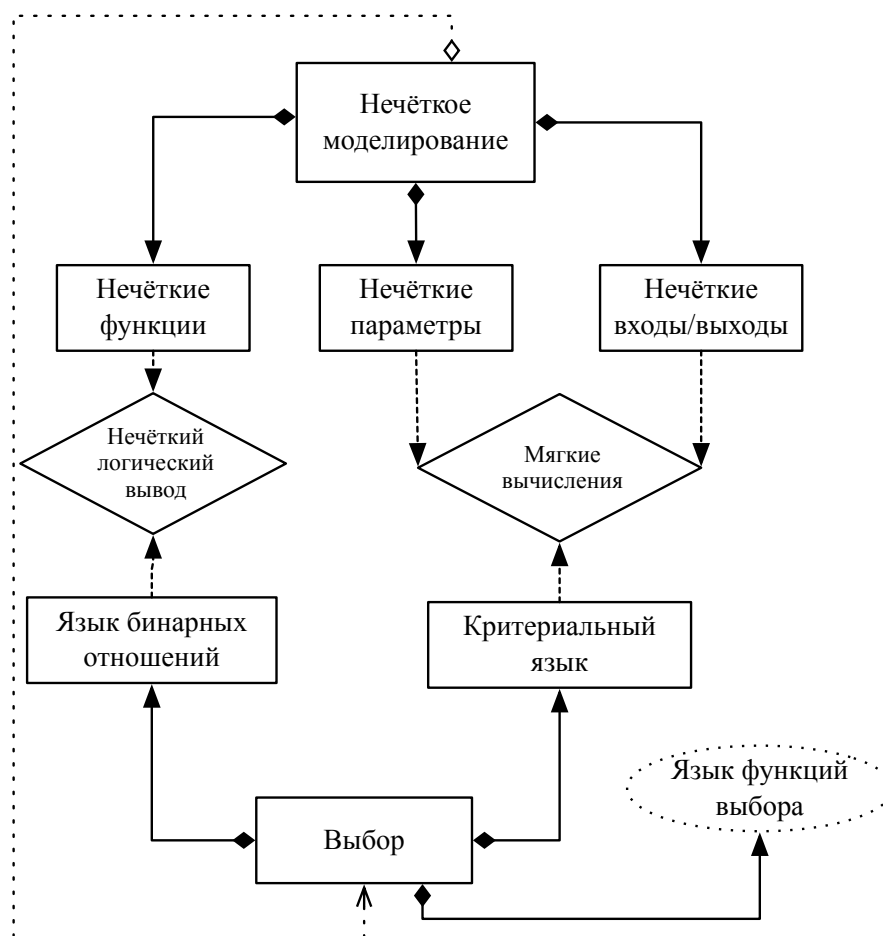 Нечёткое
моделирование
Нечёткие
функции
Нечёткие
параметры
Нечёткие
входы/выходы
Нечёткий
логический
вывод
Мягкие
вычисления
Язык бинарных
отношений
Критериальный
язык
Язык функций
выбора
Выбор